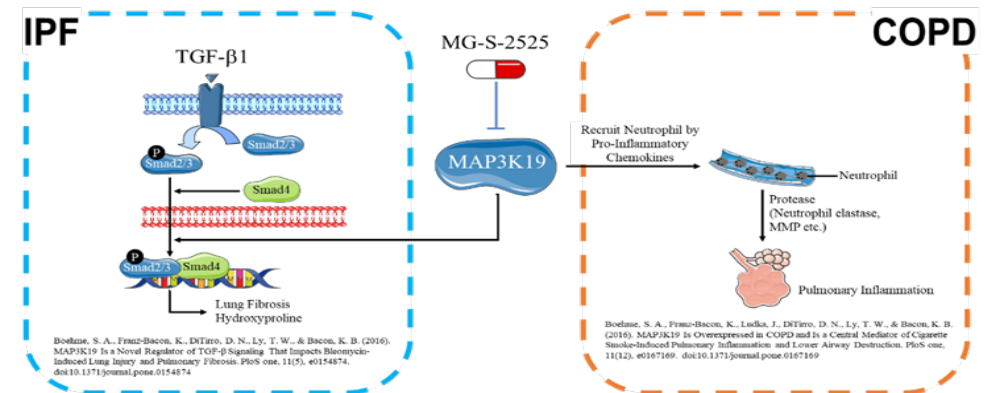 IPF
TGF-β1
P
Smad2/3
Smad2/3
Smad4
P
Smad2/3
Smad4
Lung Fibrosis
Hydroxyproline
Boehme, S. A., Franz-Bacon, K., DiTirro, D. N., Ly, T. W., & Bacon, K. B. (2016).
MAP3K19 Is a Novel Regulator of TGF-β Signaling That Impacts Bleomycin-
Induced Lung Injury and Pulmonary Fibrosis. PloS one, 11(5), e0154874.
doi:10.1371/journal.pone.0154874
MG-S-2525
MAP3K19
COPD
Recruit Neutrophil by
Pro-Inflammatory
Chemokines
Neutrophil
Protease
(Neutrophil elastase,
MMP etc.)
Pulmonary Inflammation
Boehme, S. A., Franz-Bacon, K., Ludka, J., DiTirro, D. N., Ly, T. W., & Bacon, K. B.
(2016). MAP3K19 Is Overexpressed in COPD and Is a Central Mediator of Cigarette
Smoke-Induced Pulmonary Inflammation and Lower Airway Destruction. PloS one,
11(12), e0167169. doi:10.1371/journal.pone.0167169